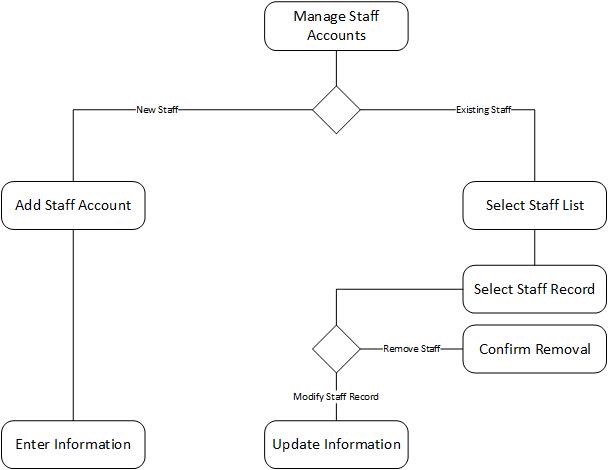 Manage Staff
Accounts
New Staff
Existing Staff
Add Staff Account
Select Staff List
Select Staff Record
Remove Staff
Confirm Removal
Modify Staff Record
Enter Information
Update Information